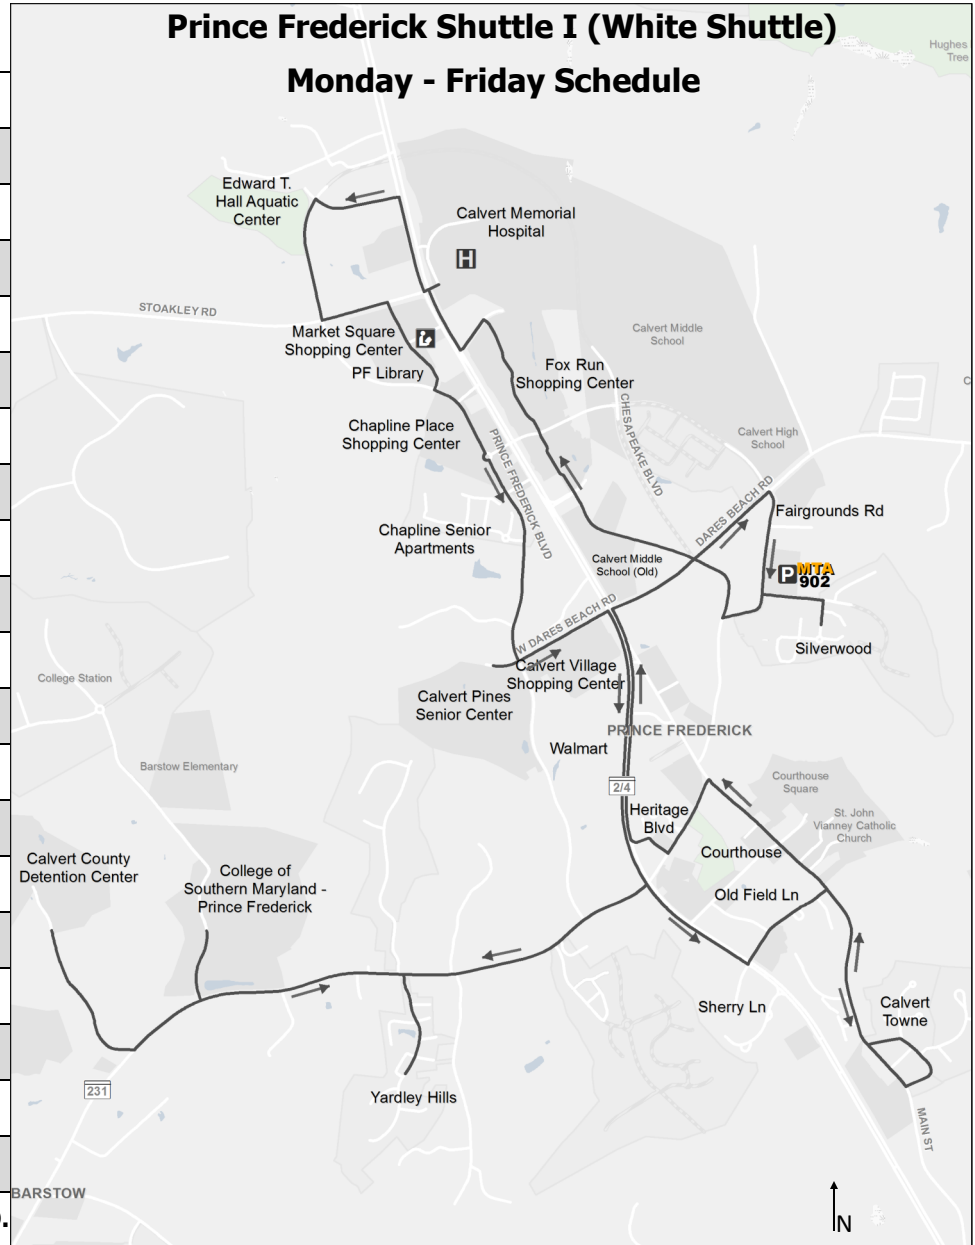 Prince Frederick Shuttle I (White Shuttle)
Monday - Friday Schedule
Hughes
Tree
Edward T.
Hall Aquatic
Center
Calvert Memorial
Hospital
H
STOAKLEY RD
Market Square
Shopping Center
PF Library
Calvert Middle
School
Fox Run
Shopping Center
C
Chapline Place
Shopping Center
PRINCE FREDERICK BLVD
CHESAPEAKE BLVD
Calvert High
School
DARES BEACH RD
Fairgrounds Rd
Chapline Senior
Apartments
Calvert Middle
School (Old)
P
MTA
902
W DARES BEACH RD
Silverwood
Calvert Village
Shopping Center
College Station
Calvert Pines
Senior Center
PRINCE FREDERICK
Walmart
Barstow Elementary
2/4
Courthouse
Square
Heritage
Blvd
St. John
Vianney Catholic
Church
Calvert County
Detention Center
College of
Southern Maryland -
Prince Frederick
Courthouse
Old Field Ln
Sherry Ln
Calvert
Towne
231
Yardley Hills
MAIN ST
BARSTOW
N